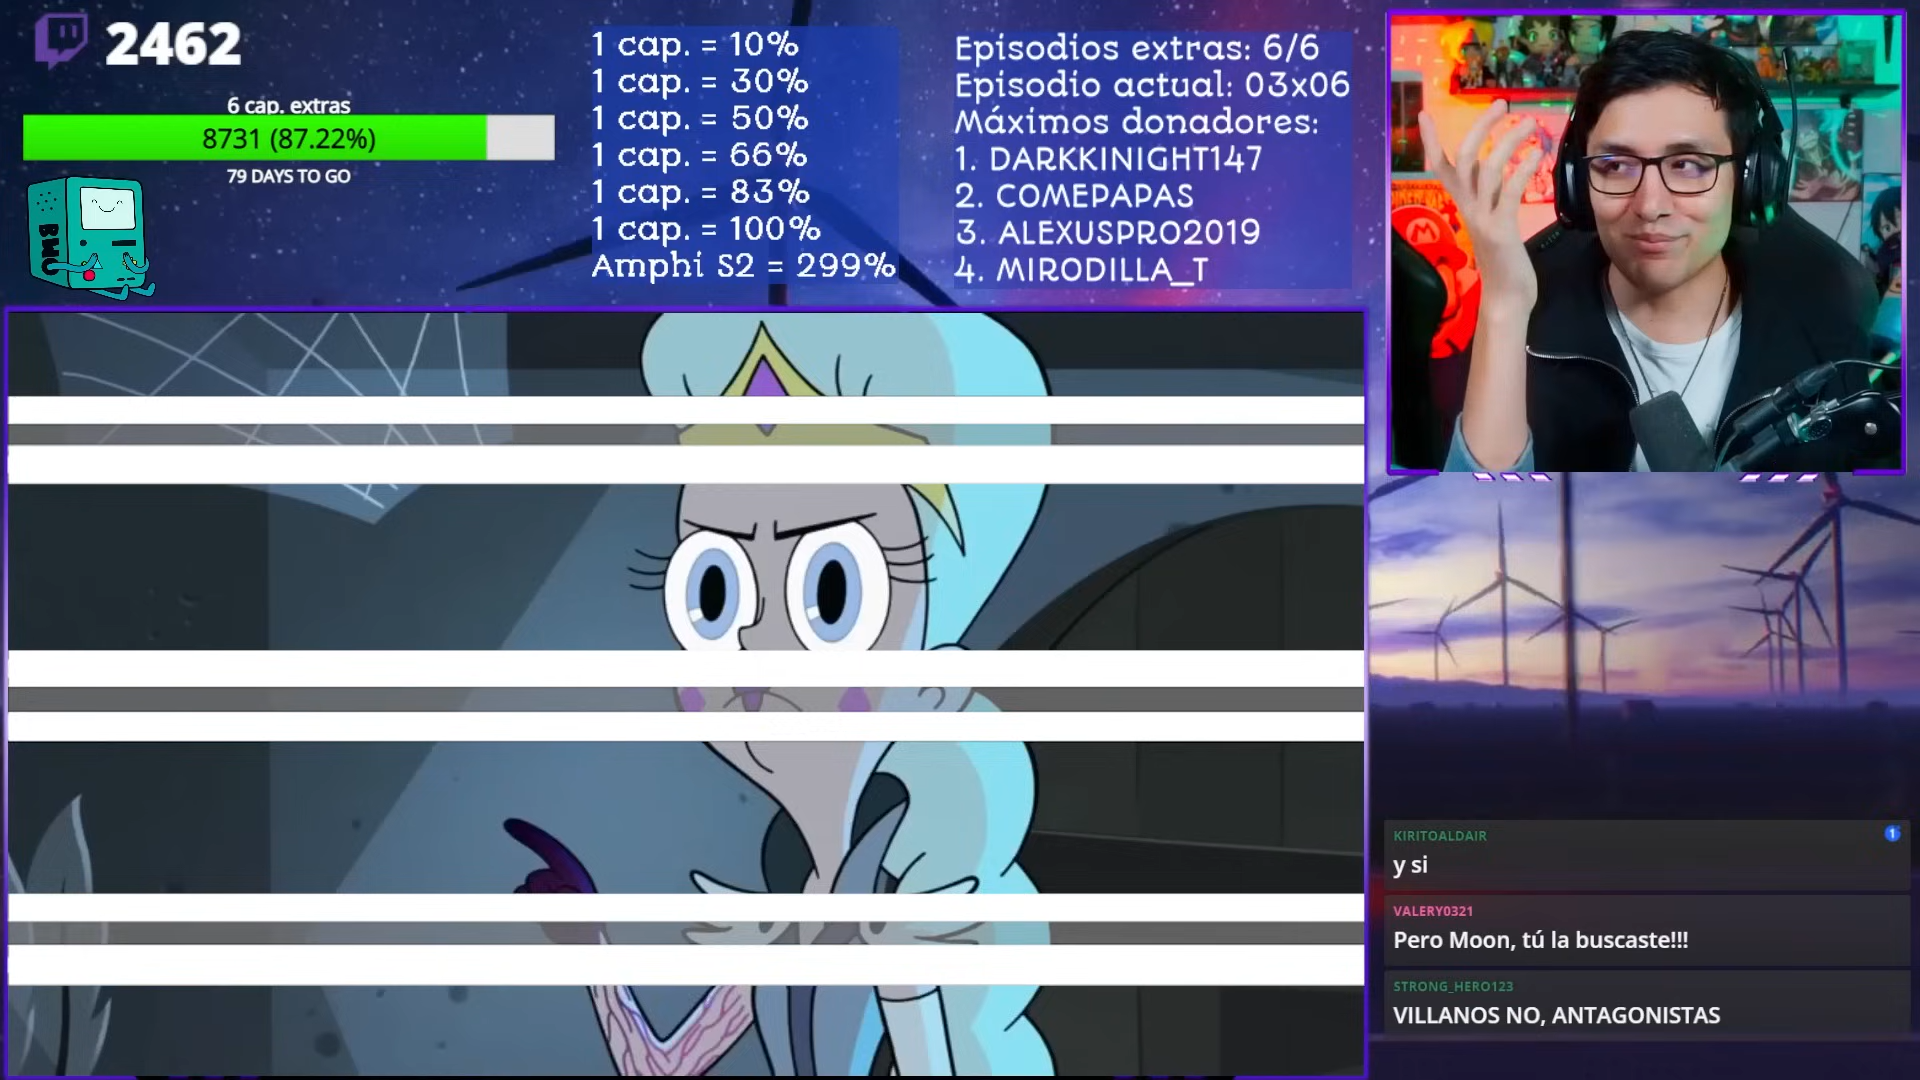 2462
6 cap. extras
8731 (87.22%)
79 DAYS TO GO
BMO
1 cap. = 10%
1 cap. = 30%
1 cap. = 50%
1 cap. = 66%
1 cap. = 83%
1 cap. = 100%
Amphi S2 = 299%
Episodios extras: 6/6
Episodio actual: 03x06
Máximos donadores:
1. DARKKINIGHT147
2. COMEPAPAS
3. ALEXUSPRO2019
4. MIRODILLA_T
KIRITOALDAIR
1
y si
VALERY0321
Pero Moon, tú la buscaste!!!
STRONG_HERO123
VILLANOS NO, ANTAGONISTAS